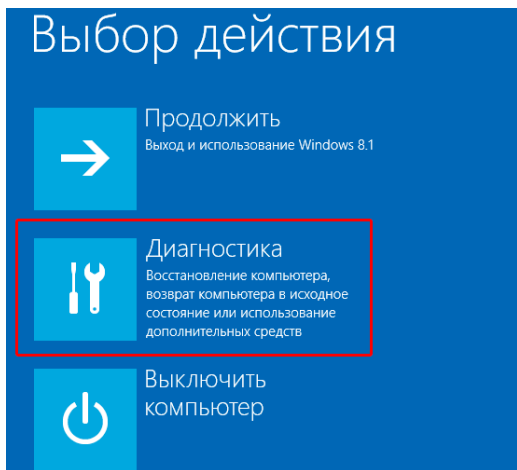 Выбор действия
Продолжить
Выход и использование Windows 8.1
Диагностика
Восстановление компьютера,
возврат компьютера в исходное
состояние или использование
дополнительных средств
Выключить
компьютер